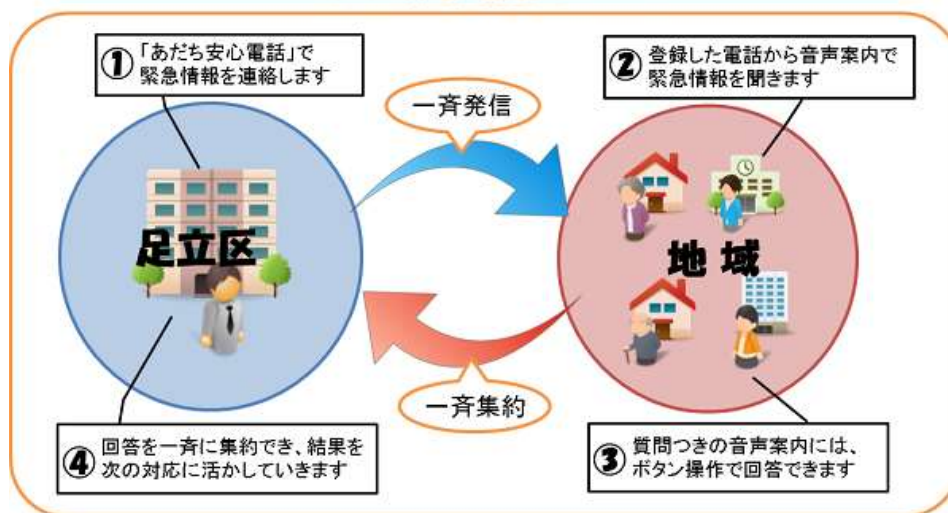 ①「あだち安心電話」で
緊急情報を連絡します
②登録した電話から音声案内で
緊急情報を聞きます
一斉発信
足立区
地域
一斉集約
④回答を一斉に集約でき、結果を
次の対応に活かしていきます
③質問つきの音声案内には、
ボタン操作で回答できます